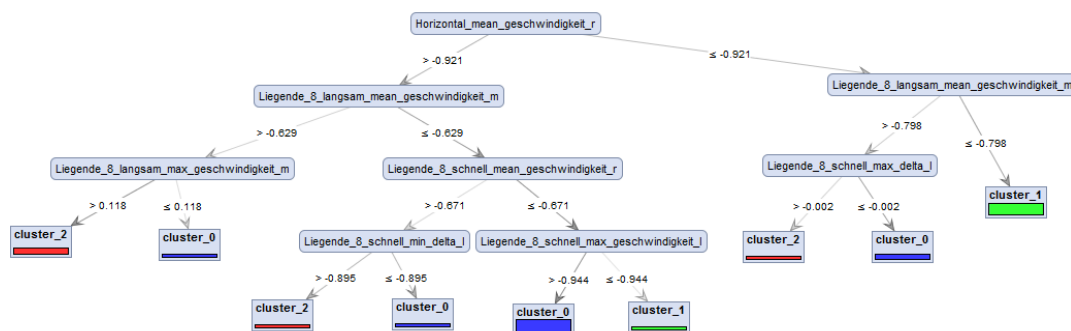 Horizontal_mean_geschwindigkeit_r
> -0.921
≤ -0.921
Liegende_8_langsam_mean_geschwindigkeit_m
Liegende_8_langsam_mean_geschwindigkeit_m
> -0.629
≤ -0.629
> -0.798
≤ -0.798
Liegende_8_langsam_max_geschwindigkeit_m
Liegende_8_schnell_mean_geschwindigkeit_r
Liegende_8_schnell_max_delta_l
cluster_1
> 0.118
≤ 0.118
> -0.671
≤ -0.671
> -0.002
≤ -0.002
cluster_2
cluster_0
Liegende_8_schnell_min_delta_l
Liegende_8_schnell_max_geschwindigkeit_l
cluster_2
cluster_0
> -0.895
≤ -0.895
> -0.944
≤ -0.944
cluster_2
cluster_0
cluster_0
cluster_1